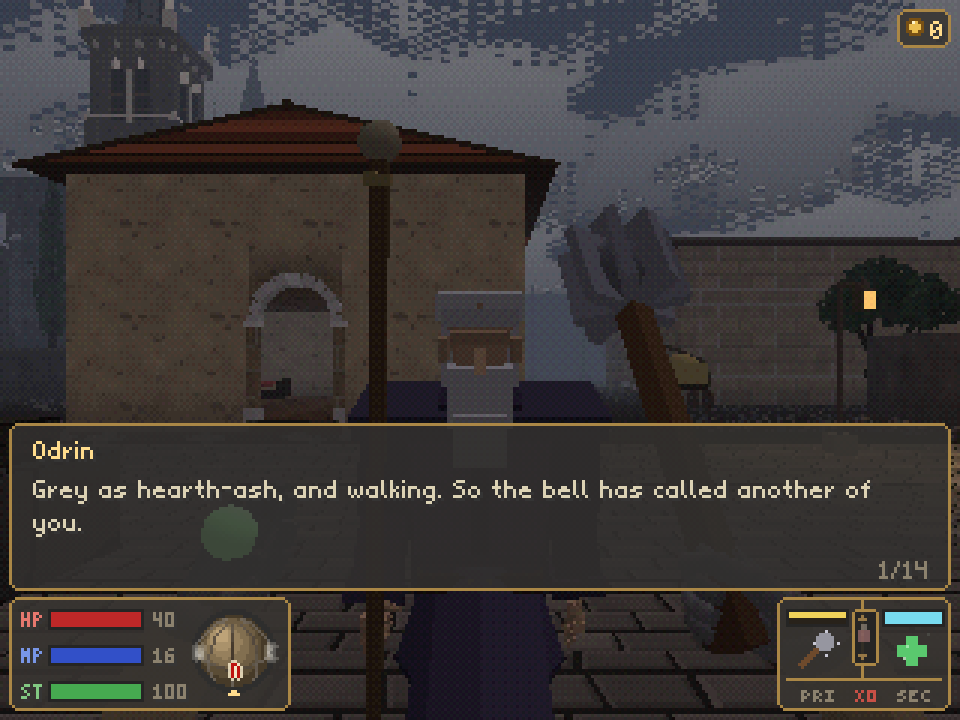 0
Odrin
Grey as hearth-ash, and walking. So the bell has called another of
you.
1/14
HP 40
MP 16
ST 100
0
PRI X0 SEC